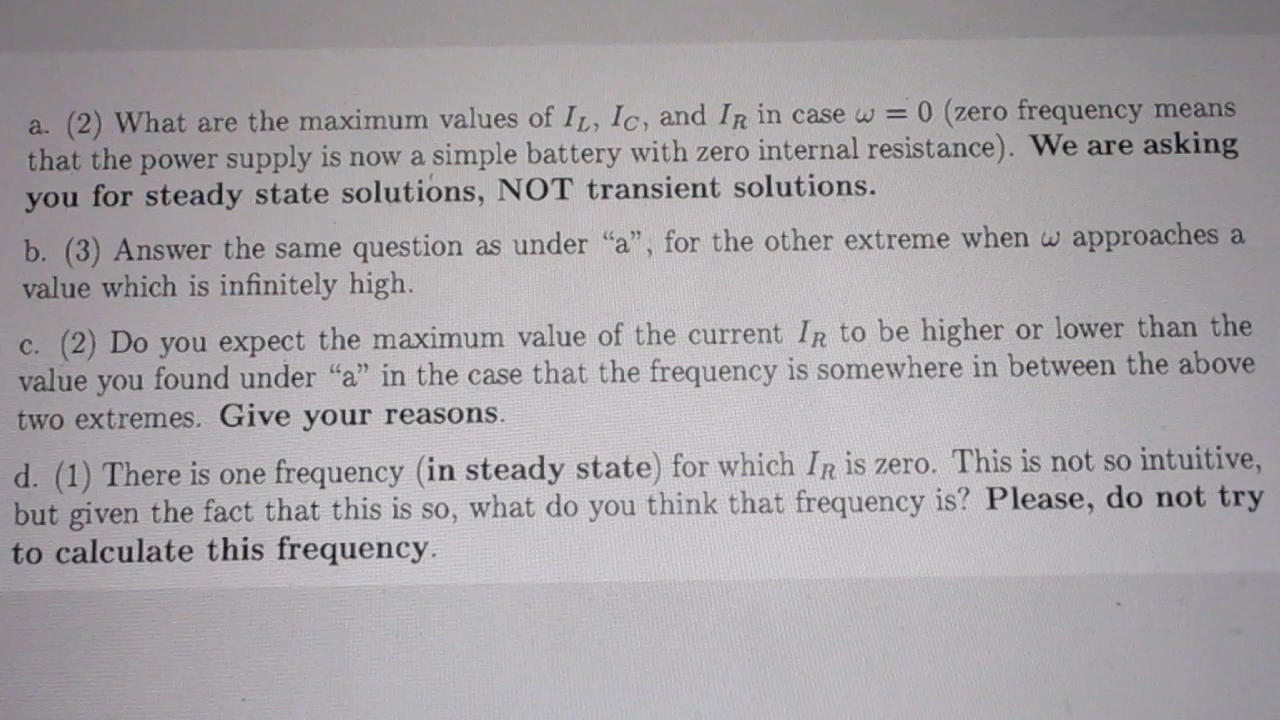 a. (2) What are the maximum values of I_L, I_C, and I_R in case ω = 0 (zero frequency means
that the power supply is now a simple battery with zero internal resistance). We are asking
you for steady state solutions, NOT transient solutions.
b. (3) Answer the same question as under “a”, for the other extreme when ω approaches a
value which is infinitely high.
c. (2) Do you expect the maximum value of the current I_R to be higher or lower than the
value you found under “a” in the case that the frequency is somewhere in between the above
two extremes. Give your reasons.
d. (1) There is one frequency (in steady state) for which I_R is zero. This is not so intuitive,
but given the fact that this is so, what do you think that frequency is? Please, do not try
to calculate this frequency.